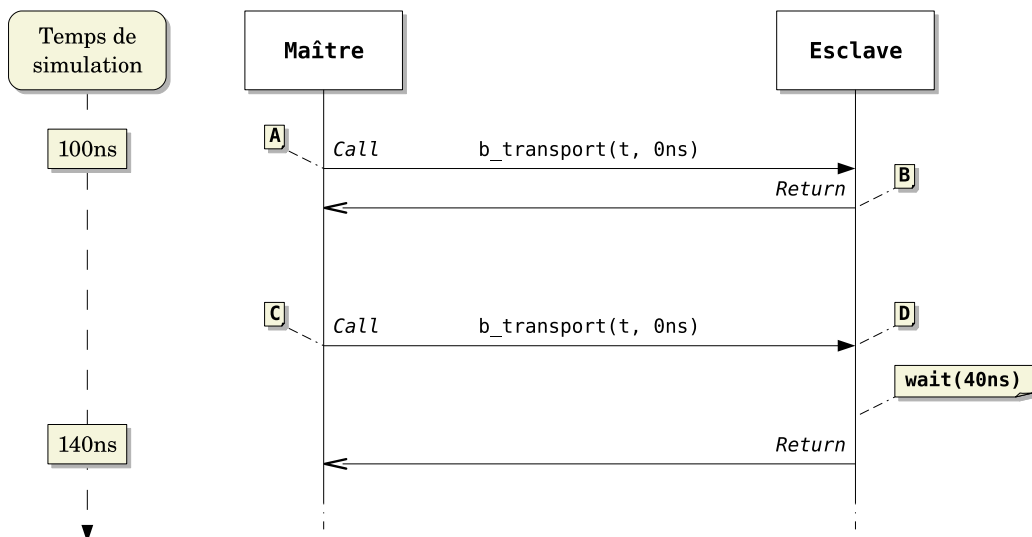 Temps de
simulation
Maître
Esclave
100ns
A
Call b_transport(t, 0ns)
B
Return
C
Call b_transport(t, 0ns)
D
wait(40ns)
140ns
Return